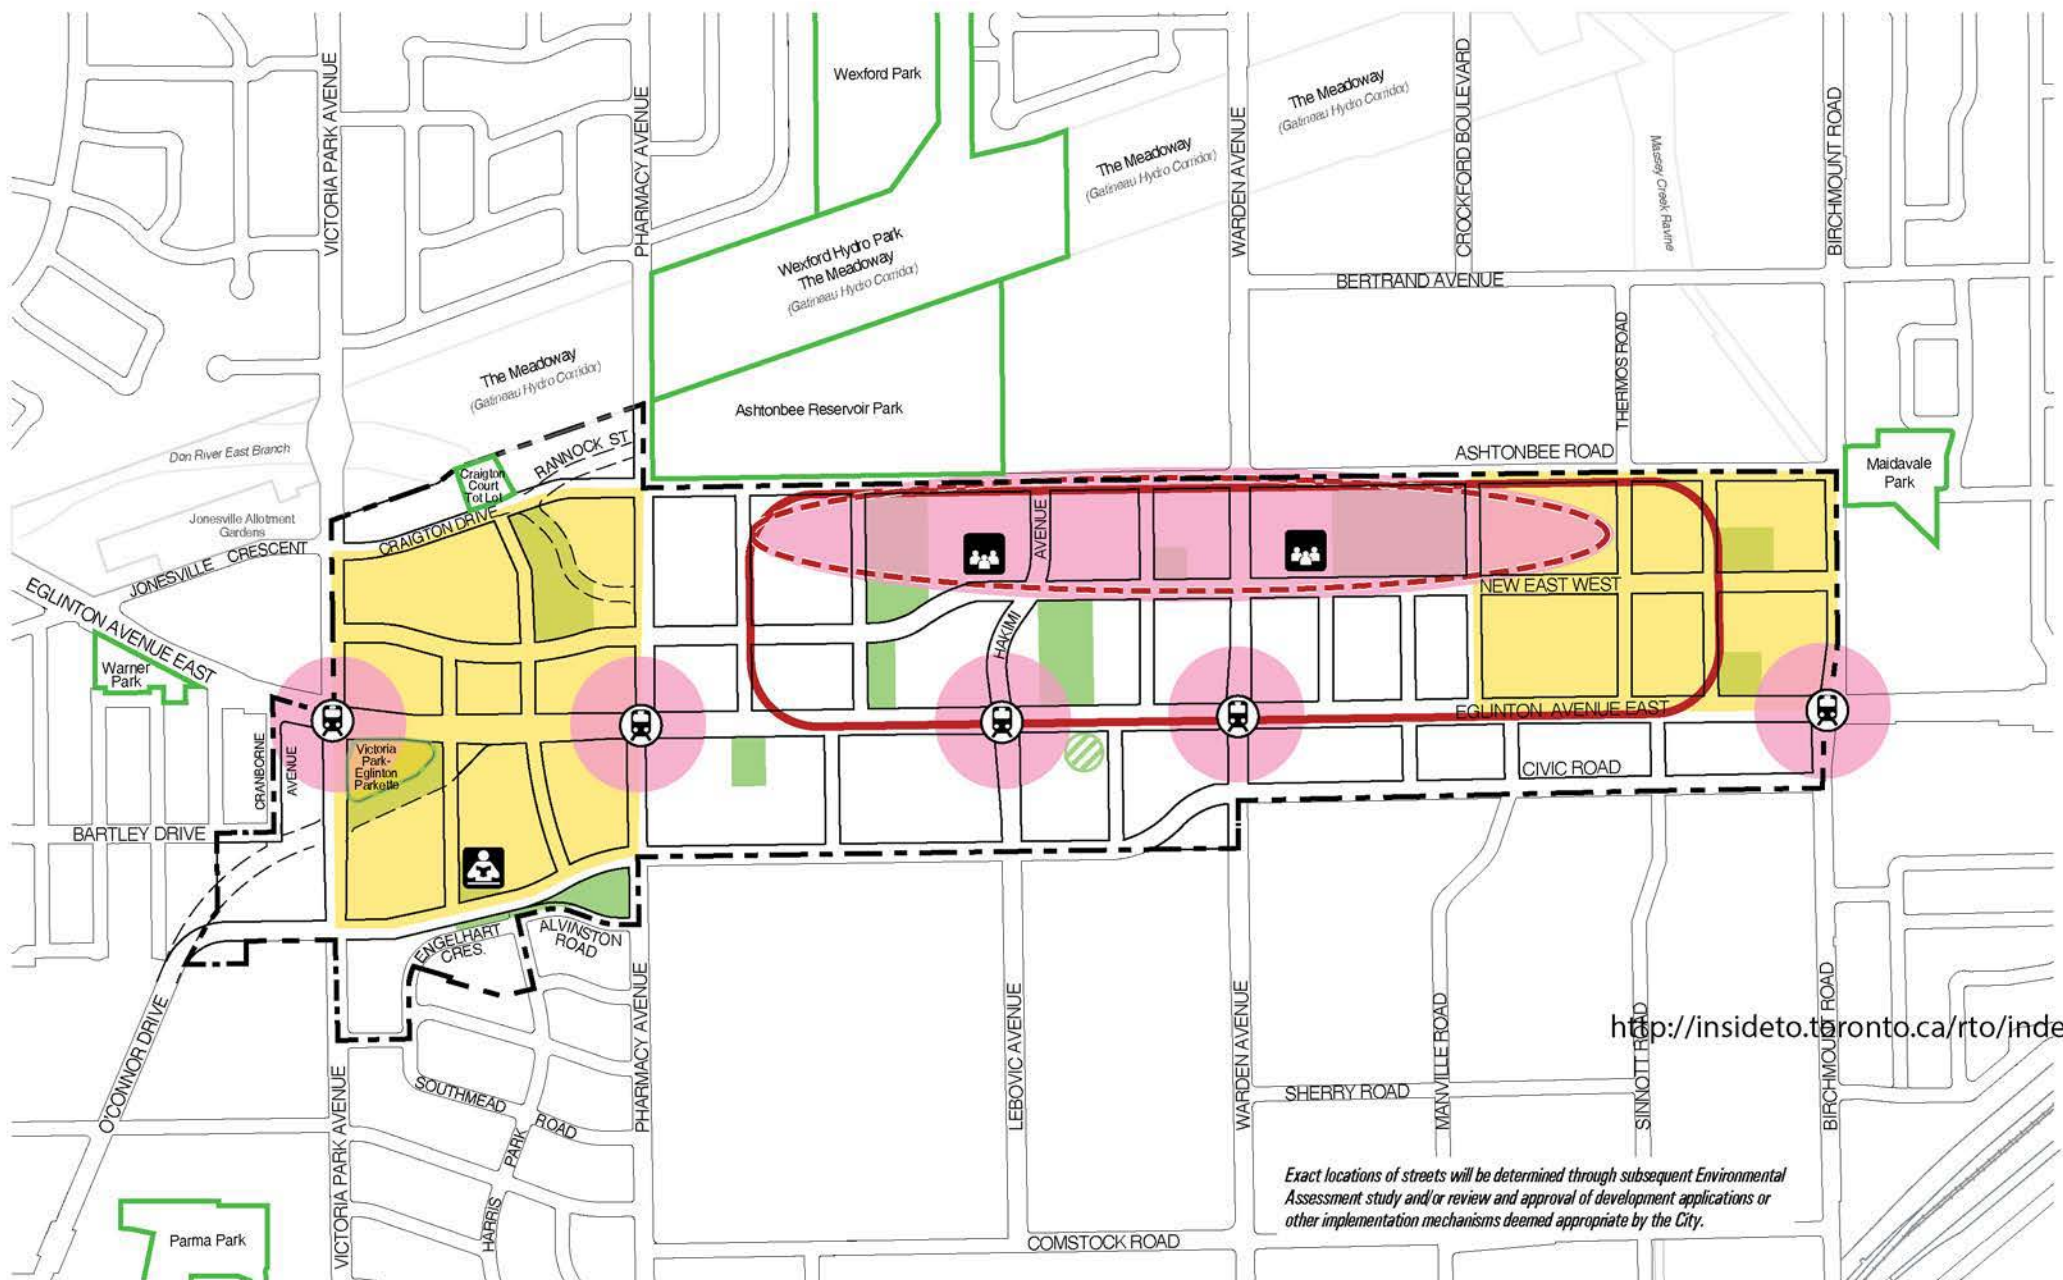 Wexford Park
The Meadoway
(Gatineau Hydro Corridor)
The Meadoway
(Gatineau Hydro Corridor)
VICTORIA PARK AVENUE
PHARMACY AVENUE
WARDEN AVENUE
CROCKFORD BOULEVARD
Massey Creek Ravine
BIRCHMOUNT ROAD
Wexford Hydro Park
The Meadoway
(Gatineau Hydro Corridor)
BERTRAND AVENUE
THERMOS ROAD
The Meadoway
(Gatineau Hydro Corridor)
Ashtonbee Reservoir Park
Don River East Branch
RANNOCK ST.
ASHTONBEE ROAD
Craigton
Court
Tot Lot
Maidavale
Park
Jonesville Allotment
Gardens
CRAIGTON DRIVE
JONESVILLE CRESCENT
AVENUE
HAKIMI
NEW EAST WEST
EGLINTON AVENUE EAST
Warner
Park
EGLINTON AVENUE EAST
CRANBORNE
AVENUE
Victoria
Park-
Eglinton
Parkette
CIVIC ROAD
BARTLEY DRIVE
ENGELHART
CRES.
ALVINSTON
ROAD
O'CONNOR DRIVE
VICTORIA PARK AVENUE
PHARMACY AVENUE
LEBOVIC AVENUE
WARDEN AVENUE
MANVILLE ROAD
SINNOTT ROAD
BIRCHMOUNT ROAD
http://insideto.toronto.ca/rto/inde
SOUTHMEAD
ROAD
HARRIS
PARK
SHERRY ROAD
Exact locations of streets will be determined through subsequent Environmental
Assessment study and/or review and approval of development applications or
other implementation mechanisms deemed appropriate by the City.
Parma Park
COMSTOCK ROAD